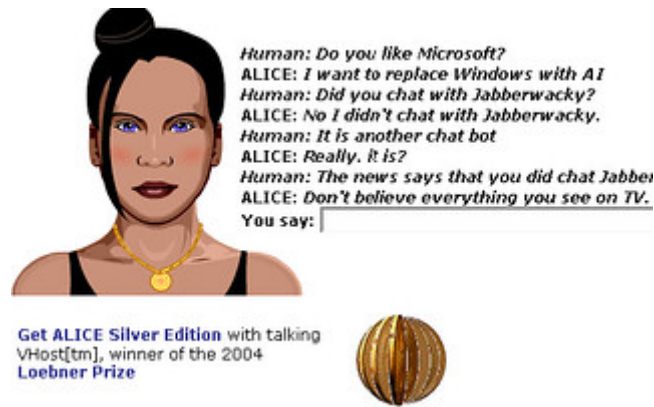 Human: Do you like Microsoft?
ALICE: I want to replace Windows with AI
Human: Did you chat with Jabberwacky?
ALICE: No I didn't chat with Jabberwacky.
Human: It is another chat bot
ALICE: Really. it is?
Human: The news says that you did chat Jabber
ALICE: Don't believe everything you see on TV.
You say:
Get ALICE Silver Edition with talking
VHost[tm], winner of the 2004
Loebner Prize